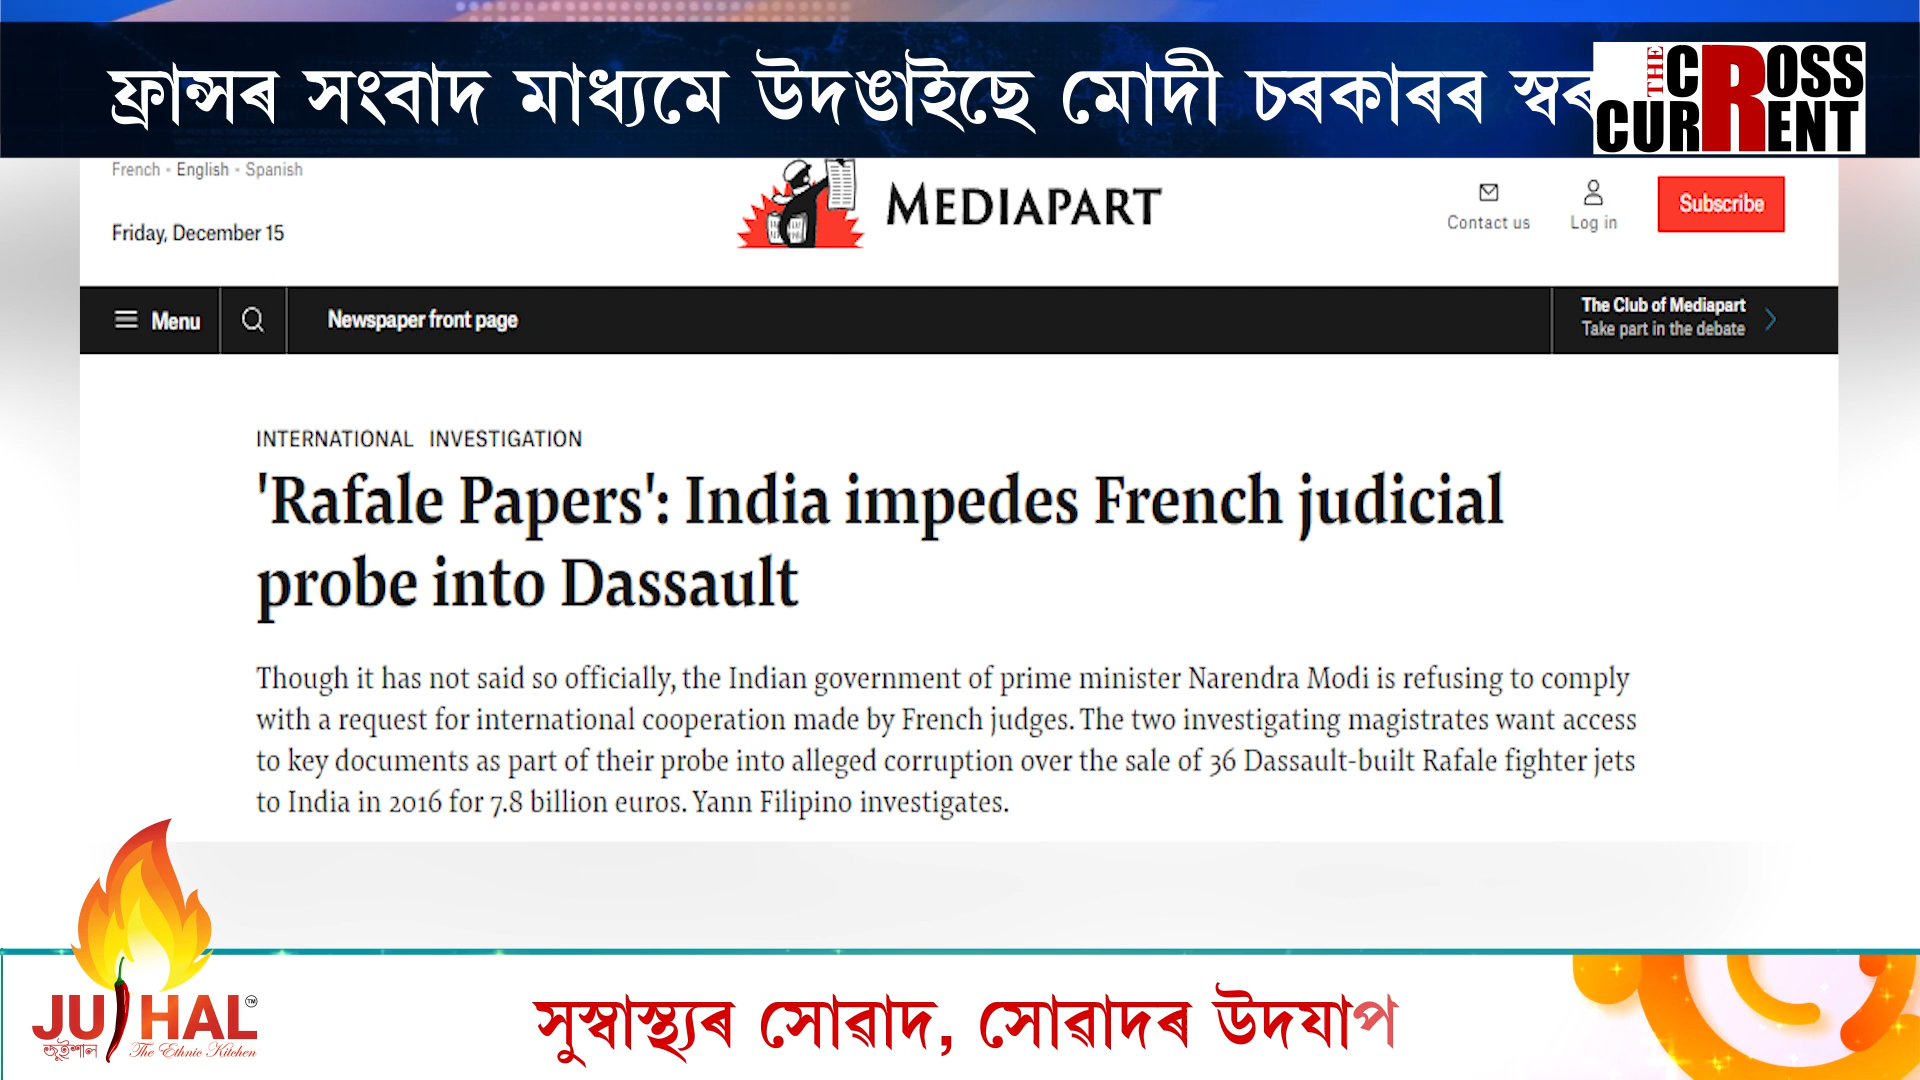 ফ্ৰান্সৰ সংবাদ মাধ্যমে উদঙাইছে মোদী চৰকাৰৰ
THE CROSS CURRENT
French • English • Spanish
Friday, December 15
MEDIAPART
Contact us
Log in
Subscribe
Menu
Newspaper front page
The Club of Mediapart
Take part in the debate
INTERNATIONAL INVESTIGATION
'Rafale Papers': India impedes French judicial
probe into Dassault
Though it has not said so officially, the Indian government of prime minister Narendra Modi is refusing to comply
with a request for international cooperation made by French judges. The two investigating magistrates want access
to key documents as part of their probe into alleged corruption over the sale of 36 Dassault-built Rafale fighter jets
to India in 2016 for 7.8 billion euros. Yann Filipino investigates.
JUHAL™
জুইশাল The Ethnic Kitchen
সুস্বাস্থ্যৰ সোৱাদ, সোৱাদৰ উদযাপ